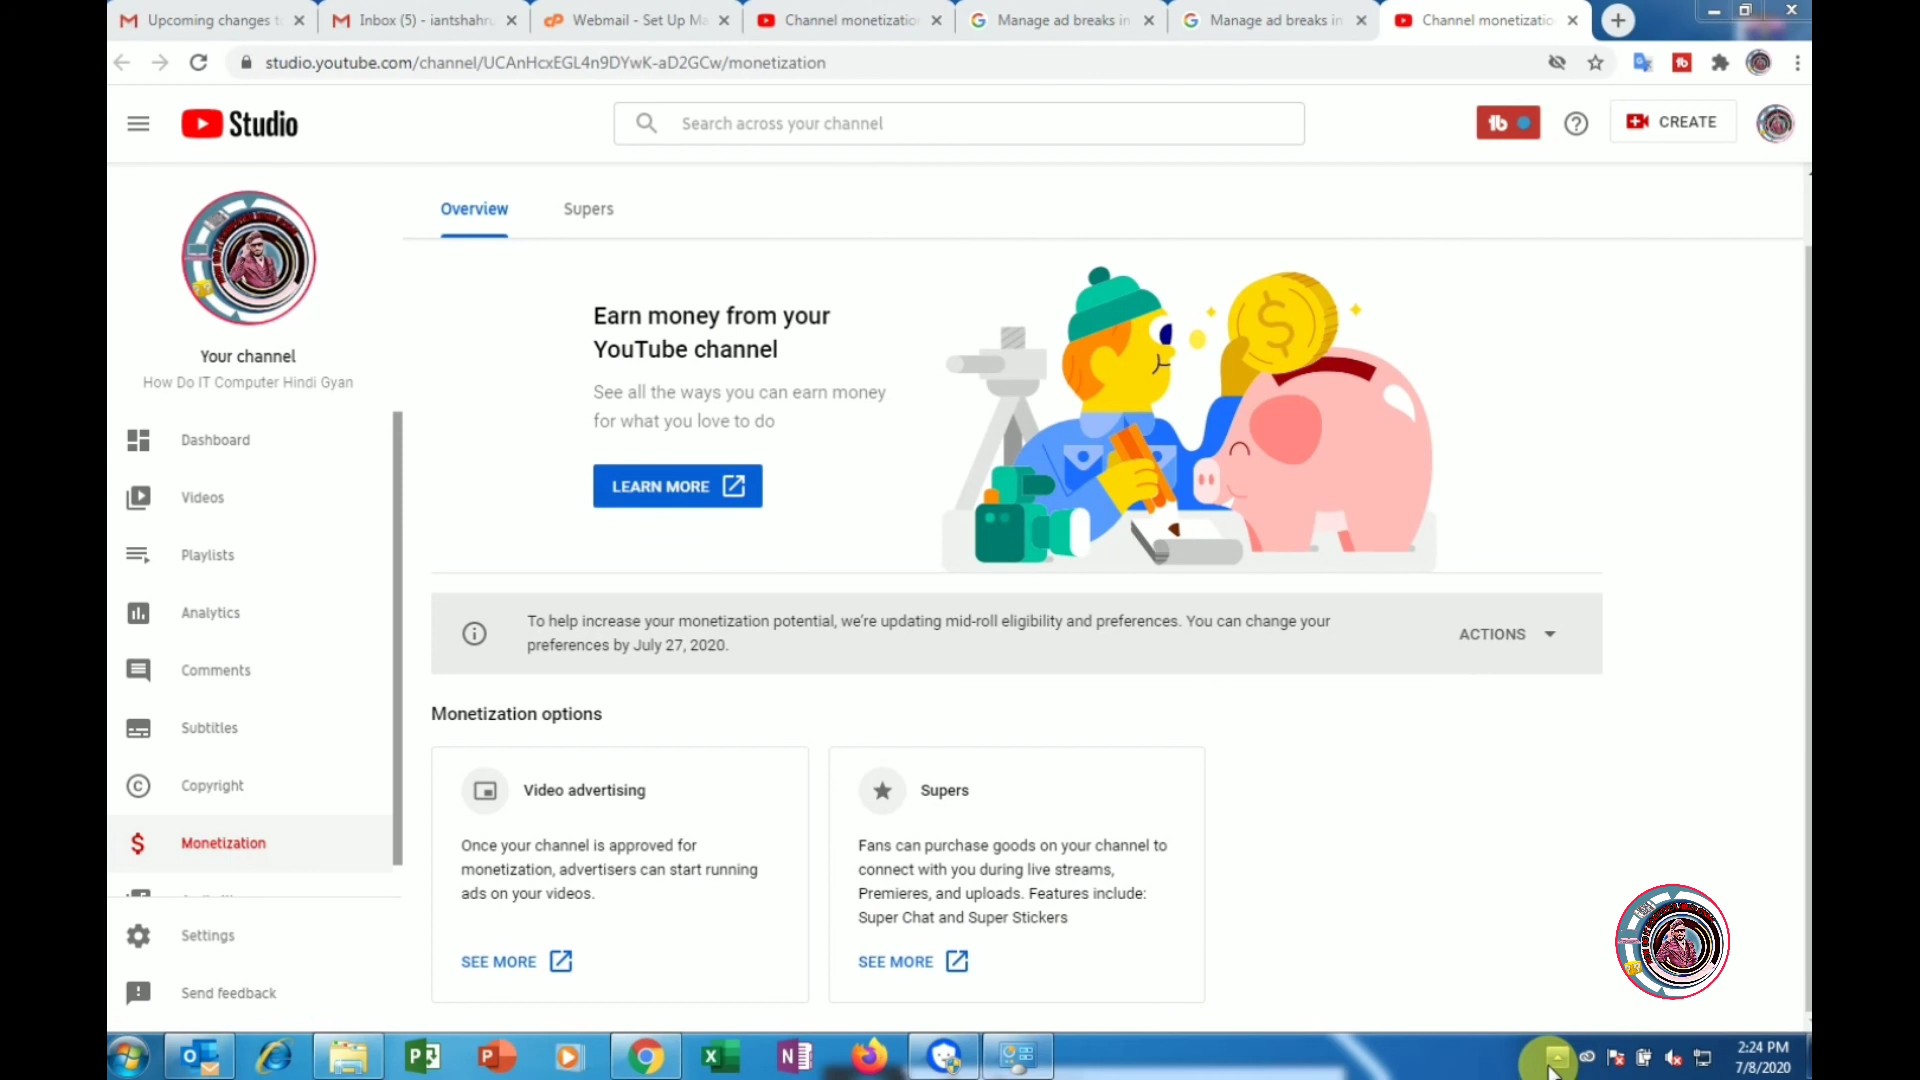 Upcoming changes t
Inbox (5) - iantshahr
Webmail - Set Up Ma
Channel monetizatio
Manage ad breaks in
Manage ad breaks in
Channel monetizatio
studio.youtube.com/channel/UCAnHcxEGL4n9DYwK-aD2GCw/monetization
Studio
Search across your channel
CREATE
Overview
Supers
Your channel
How Do IT Computer Hindi Gyan
Dashboard
Videos
Playlists
Analytics
Comments
Subtitles
Copyright
Monetization
Settings
Send feedback
Earn money from your
YouTube channel
See all the ways you can earn money
for what you love to do
LEARN MORE
To help increase your monetization potential, we're updating mid-roll eligibility and preferences. You can change your
preferences by July 27, 2020.
ACTIONS
Monetization options
Video advertising
Once your channel is approved for
monetization, advertisers can start running
ads on your videos.
SEE MORE
Supers
Fans can purchase goods on your channel to
connect with you during live streams,
Premieres, and uploads. Features include:
Super Chat and Super Stickers
SEE MORE
2:24 PM
7/8/2020